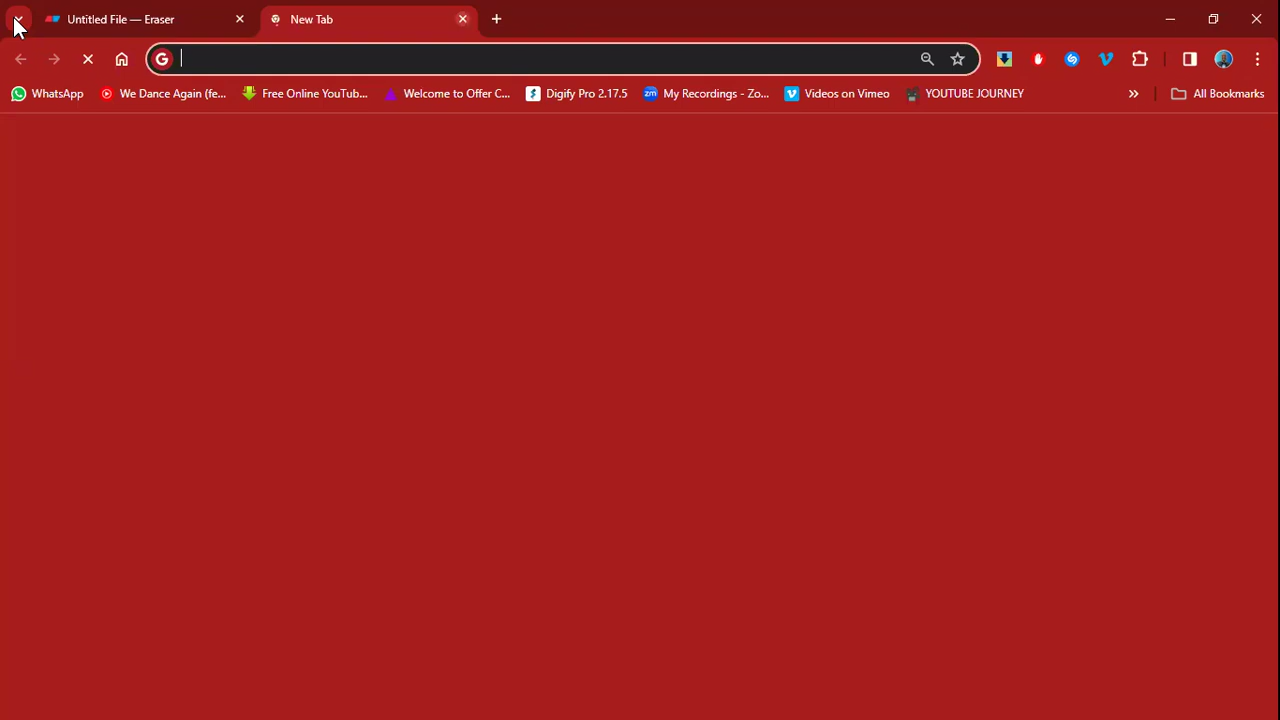 Untitled File — Eraser
New Tab
G
WhatsApp
We Dance Again (fe...
Free Online YouTub...
Welcome to Offer C...
Digify Pro 2.17.5
zm
My Recordings - Zo...
Videos on Vimeo
YOUTUBE JOURNEY
All Bookmarks